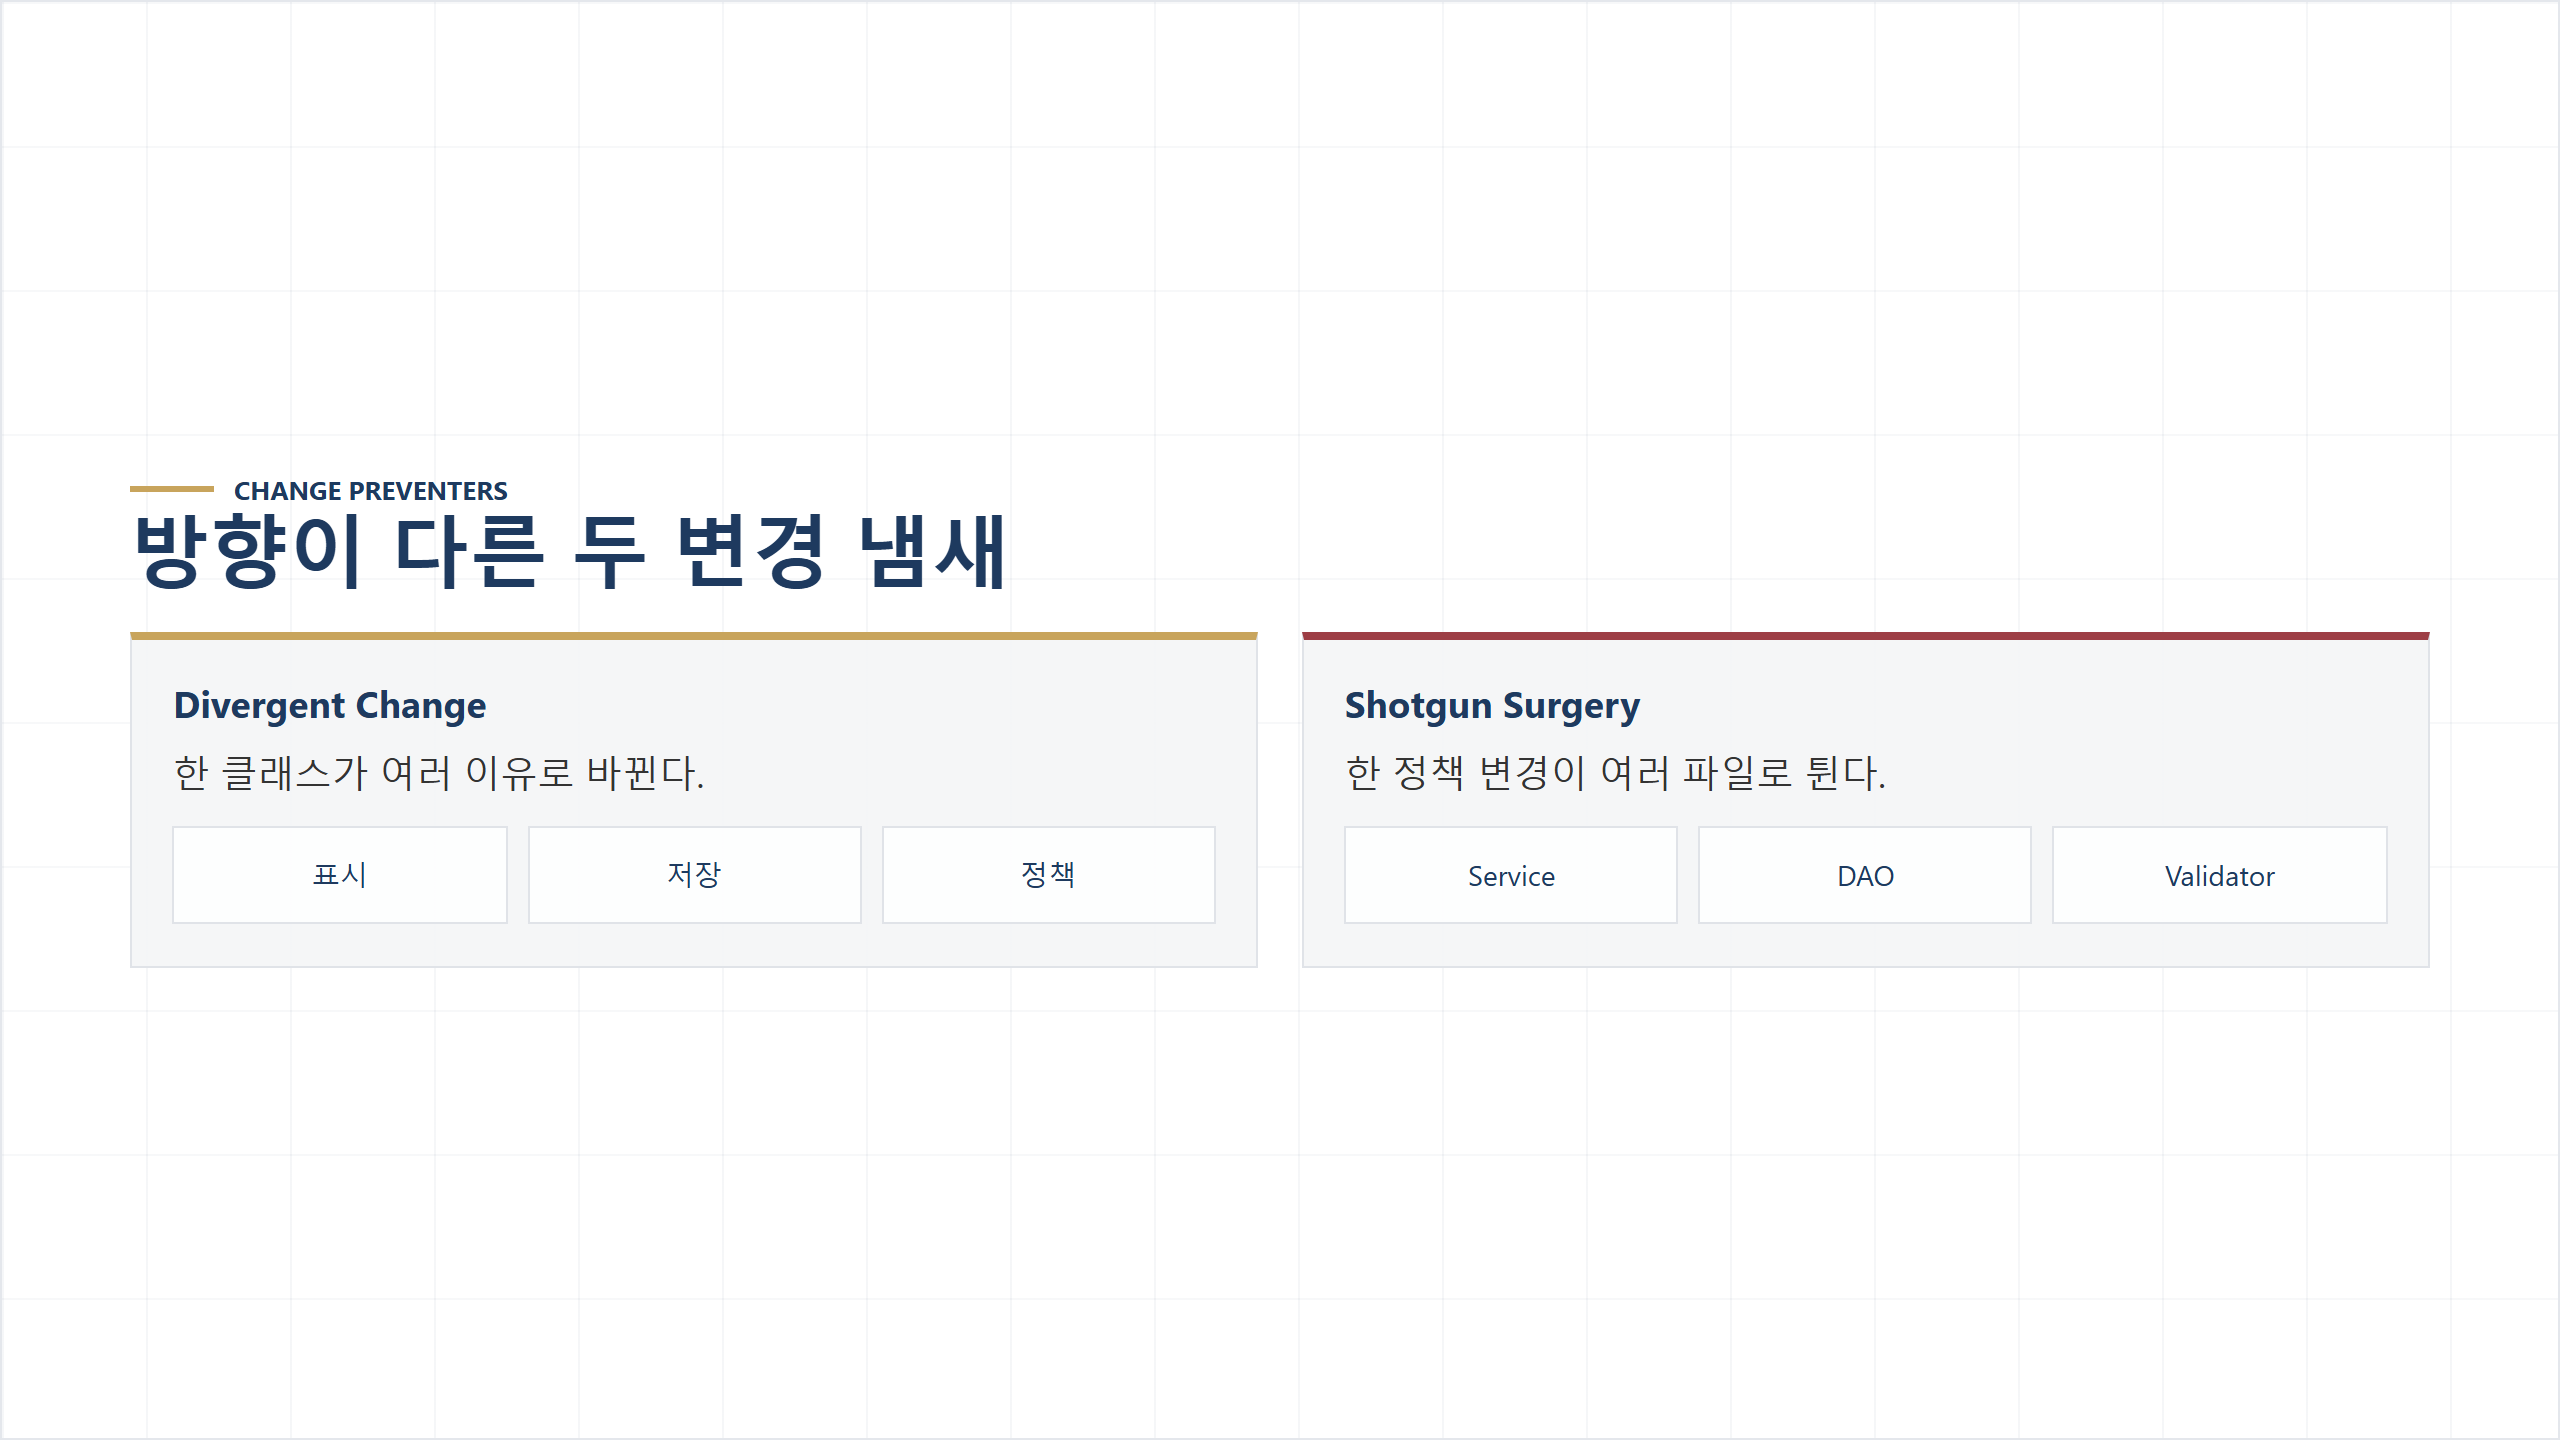 CHANGE PREVENTERS
방향이 다른 두 변경 냄새
Divergent Change
한 클래스가 여러 이유로 바뀐다.
표시
저장
정책
Shotgun Surgery
한 정책 변경이 여러 파일로 튄다.
Service
DAO
Validator